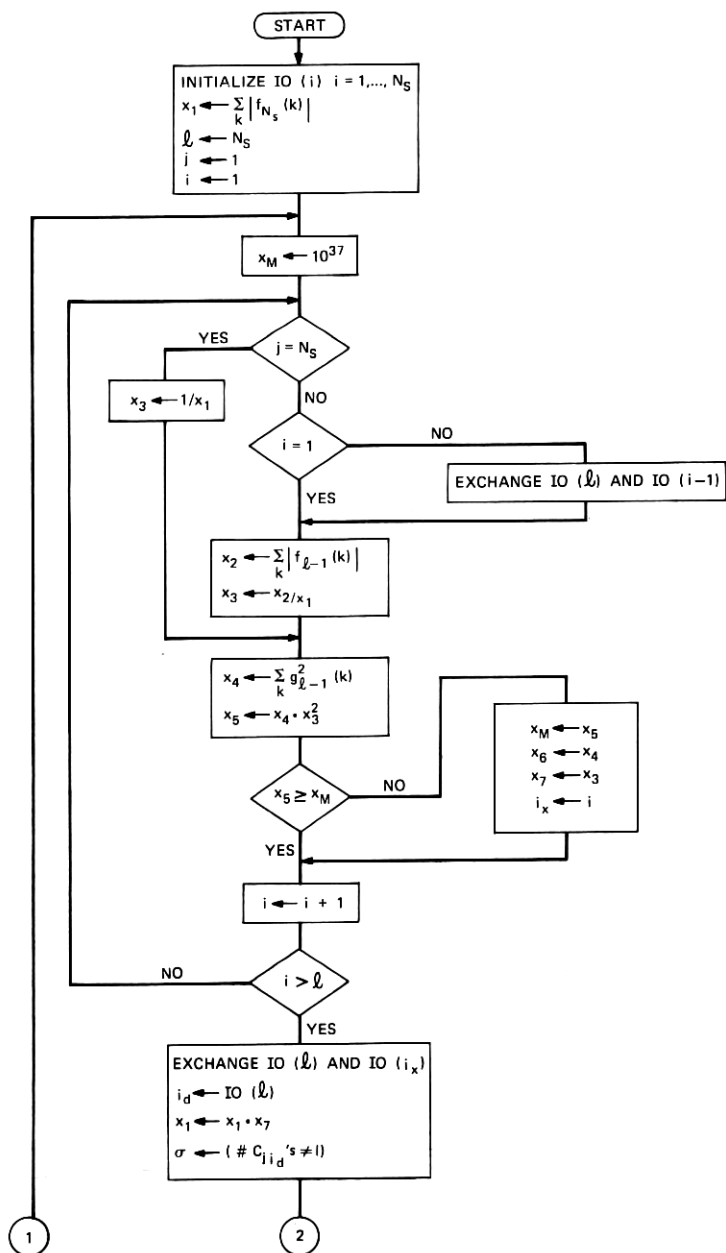 START
INITIALIZE IO (i) i = 1,..., N_S
x_1 ← Σ_k |f_{N_s} (k)|
ℓ ← N_S
j ← 1
i ← 1
x_M ← 10^37
YES
j = N_S
NO
x_3 ← 1/x_1
i = 1
NO
EXCHANGE IO (ℓ) AND IO (i−1)
YES
x_2 ← Σ_k |f_{ℓ−1} (k)|
x_3 ← x_{2/x_1}
x_4 ← Σ_k g^2_{ℓ−1} (k)
x_5 ← x_4 • x_3^2
x_M ← x_5
x_6 ← x_4
x_7 ← x_3
i_x ← i
x_5 ≥ x_M
NO
YES
i ← i + 1
NO
i > ℓ
YES
EXCHANGE IO (ℓ) AND IO (i_x)
i_d ← IO (ℓ)
x_1 ← x_1 • x_7
σ ← (# C_{ji_d}'s ≠ I)
1
2